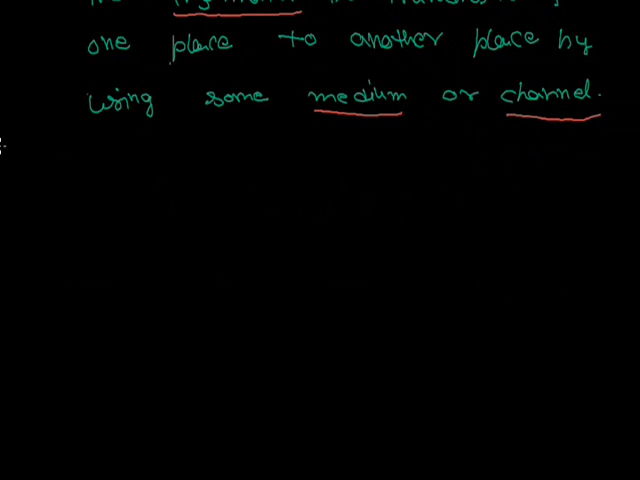 one place to another place by
using some medium or channel.